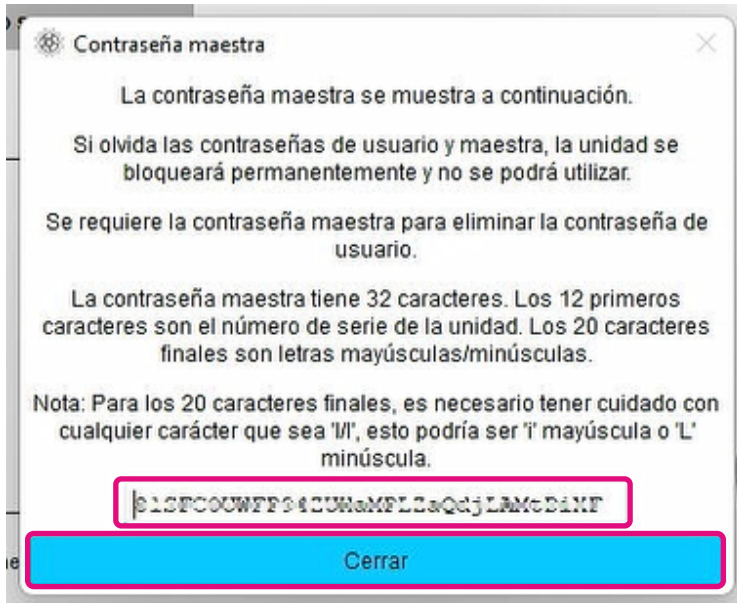 Contraseña maestra
La contraseña maestra se muestra a continuación.
Si olvida las contraseñas de usuario y maestra, la unidad se
bloqueará permanentemente y no se podrá utilizar.
Se requiere la contraseña maestra para eliminar la contraseña de
usuario.
La contraseña maestra tiene 32 caracteres. Los 12 primeros
caracteres son el número de serie de la unidad. Los 20 caracteres
finales son letras mayúsculas/minúsculas.
Nota: Para los 20 caracteres finales, es necesario tener cuidado con
cualquier carácter que sea 'I/l', esto podría ser 'i' mayúscula o 'L'
minúscula.
Cerrar